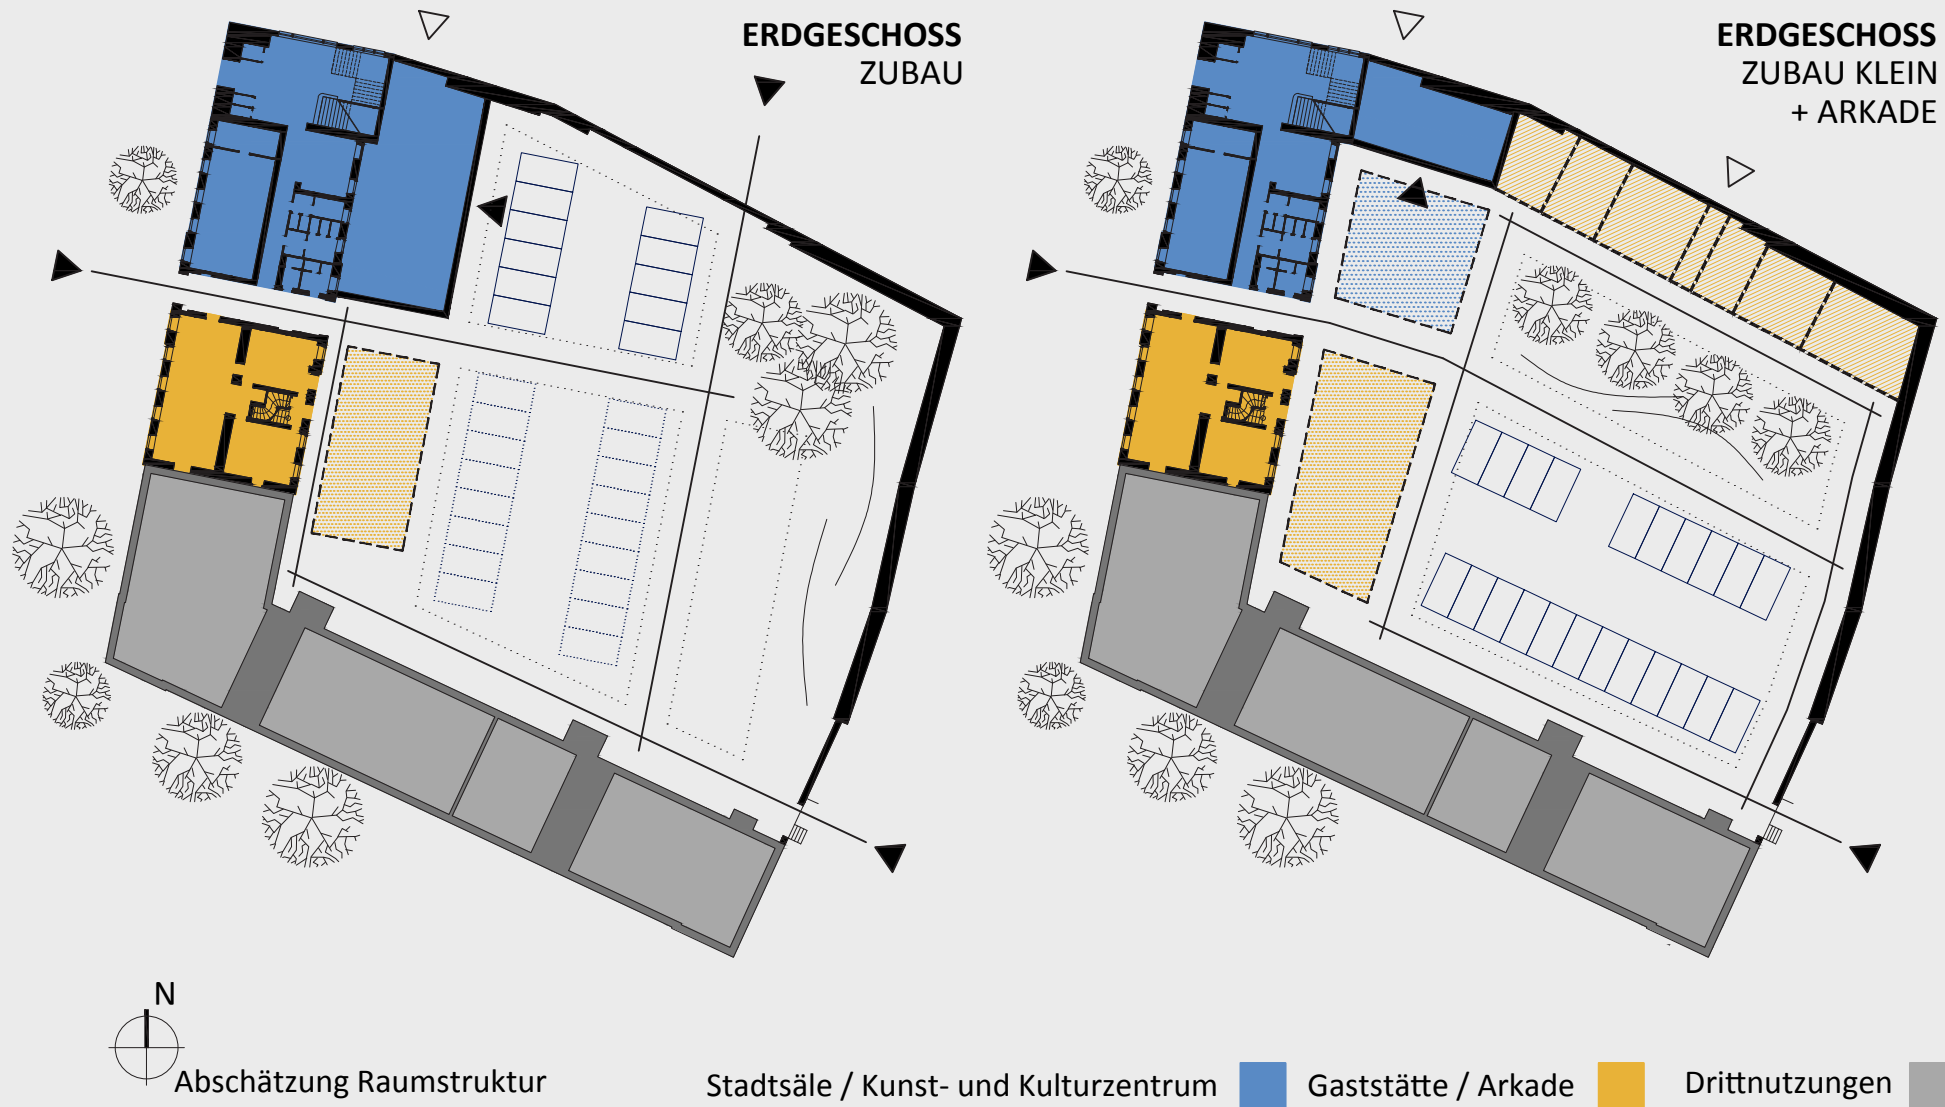 ERDGESCHOSS
ZUBAU
ERDGESCHOSS
ZUBAU KLEIN
+ ARKADE
N
Abschätzung Raumstruktur
Stadtsäle / Kunst- und Kulturzentrum
Gaststätte / Arkade
Drittnutzungen